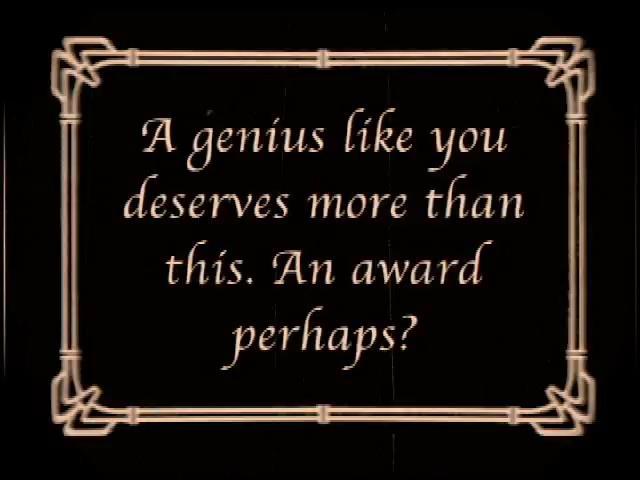 A genius like you
deserves more than
this. An award
perhaps?